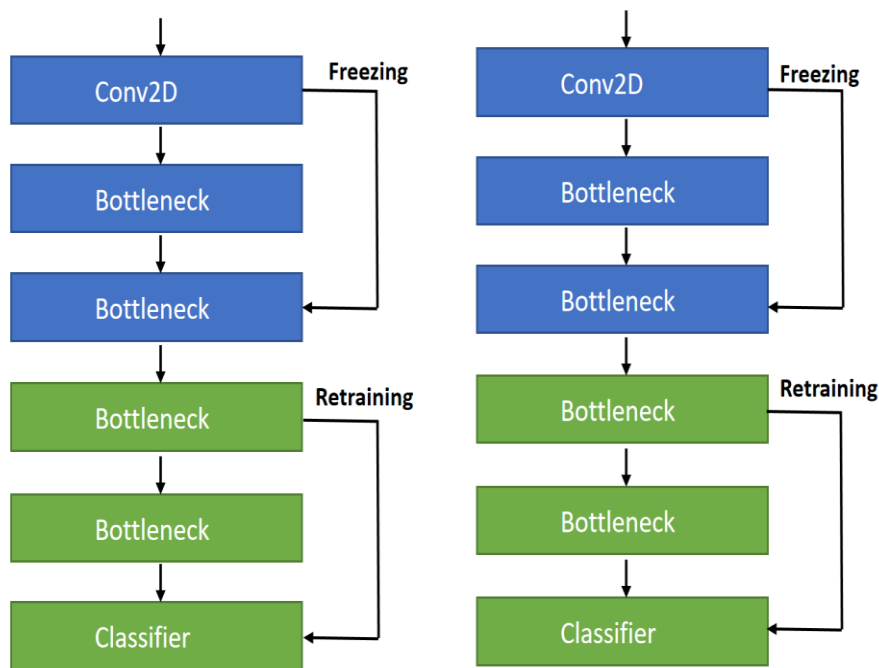 Conv2D
Freezing
Bottleneck
Bottleneck
Bottleneck
Retraining
Bottleneck
Classifier
Conv2D
Freezing
Bottleneck
Bottleneck
Bottleneck
Retraining
Bottleneck
Classifier